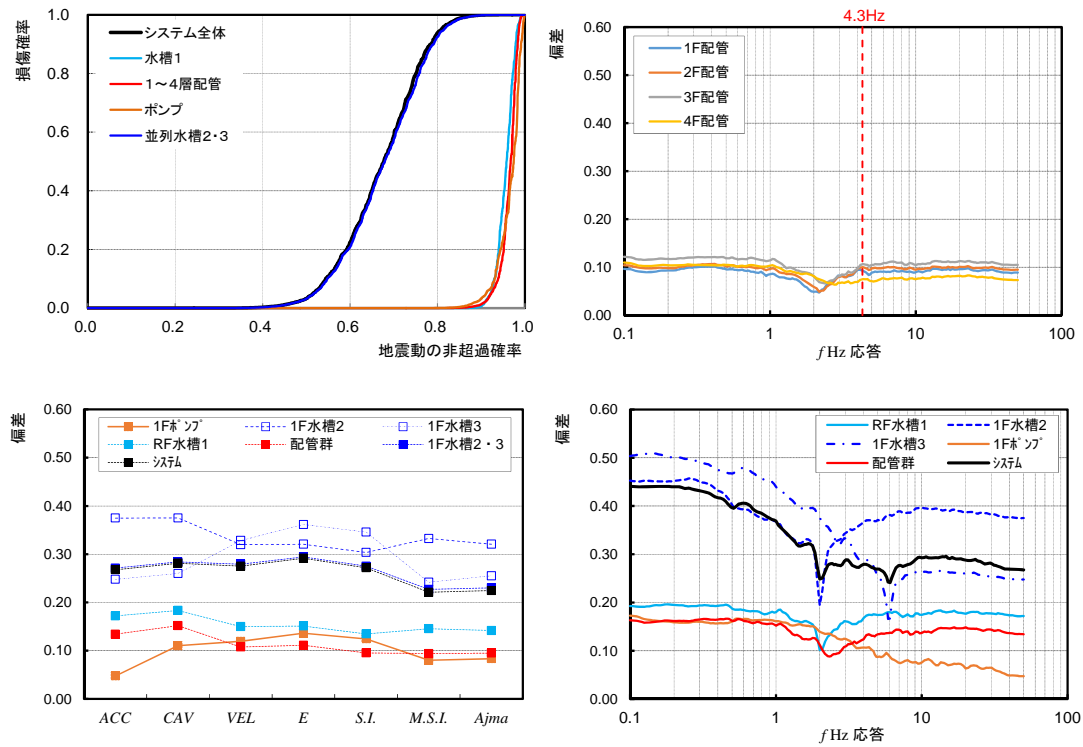 損傷確率
1.0
0.8
0.6
0.4
0.2
0.0
システム全体
水槽1
1～4層配管
ポンプ
並列水槽2・3
0.0 0.2 0.4 0.6 0.8 1.0
地震動の非超過確率
偏差
4.3Hz
0.60
0.50
0.40
0.30
0.20
0.10
0.00
1F配管
2F配管
3F配管
4F配管
0.1 1 10 100
f Hz 応答
偏差
0.60
0.50
0.40
0.30
0.20
0.10
0.00
1Fﾎﾟﾝﾌﾟ 1F水槽2 1F水槽3
RF水槽1 配管群 1F水槽2・3
ｼｽﾃﾑ
ACC CAV VEL E S.I. M.S.I. Ajma
偏差
0.60
0.50
0.40
0.30
0.20
0.10
0.00
RF水槽1 1F水槽2
1F水槽3 1Fﾎﾟﾝﾌﾟ
配管群 ｼｽﾃﾑ
0.1 1 10 100
f Hz 応答